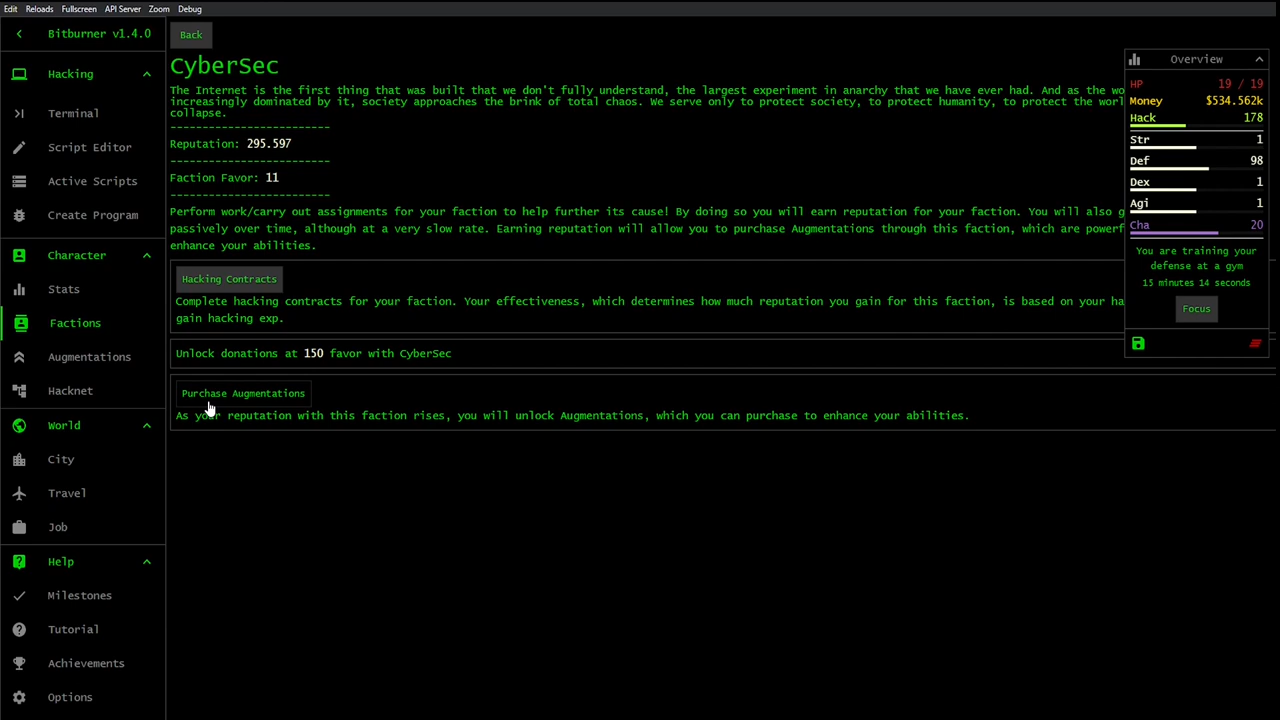 Edit Reloads Fullscreen API Server Zoom Debug
Bitburner v1.4.0
Hacking
Terminal
Script Editor
Active Scripts
Create Program
Character
Stats
Factions
Augmentations
Hacknet
World
City
Travel
Job
Help
Milestones
Tutorial
Achievements
Options
Back
CyberSec
The Internet is the first thing that was built that we don't fully understand, the largest experiment in anarchy that we have ever had. And as the wo
increasingly dominated by it, society approaches the brink of total chaos. We serve only to protect society, to protect humanity, to protect the worl
collapse.
-------------------------
Reputation: 295.597
-------------------------
Faction Favor: 11
-------------------------
Perform work/carry out assignments for your faction to help further its cause! By doing so you will earn reputation for your faction. You will also g
passively over time, although at a very slow rate. Earning reputation will allow you to purchase Augmentations through this faction, which are powerf
enhance your abilities.
Hacking Contracts
Complete hacking contracts for your faction. Your effectiveness, which determines how much reputation you gain for this faction, is based on your ha
gain hacking exp.
Unlock donations at 150 favor with CyberSec
Purchase Augmentations
As your reputation with this faction rises, you will unlock Augmentations, which you can purchase to enhance your abilities.
Overview
HP 19 / 19
Money $534.562k
Hack 178
Str 1
Def 98
Dex 1
Agi 1
Cha 20
You are training your
defense at a gym
15 minutes 14 seconds
Focus